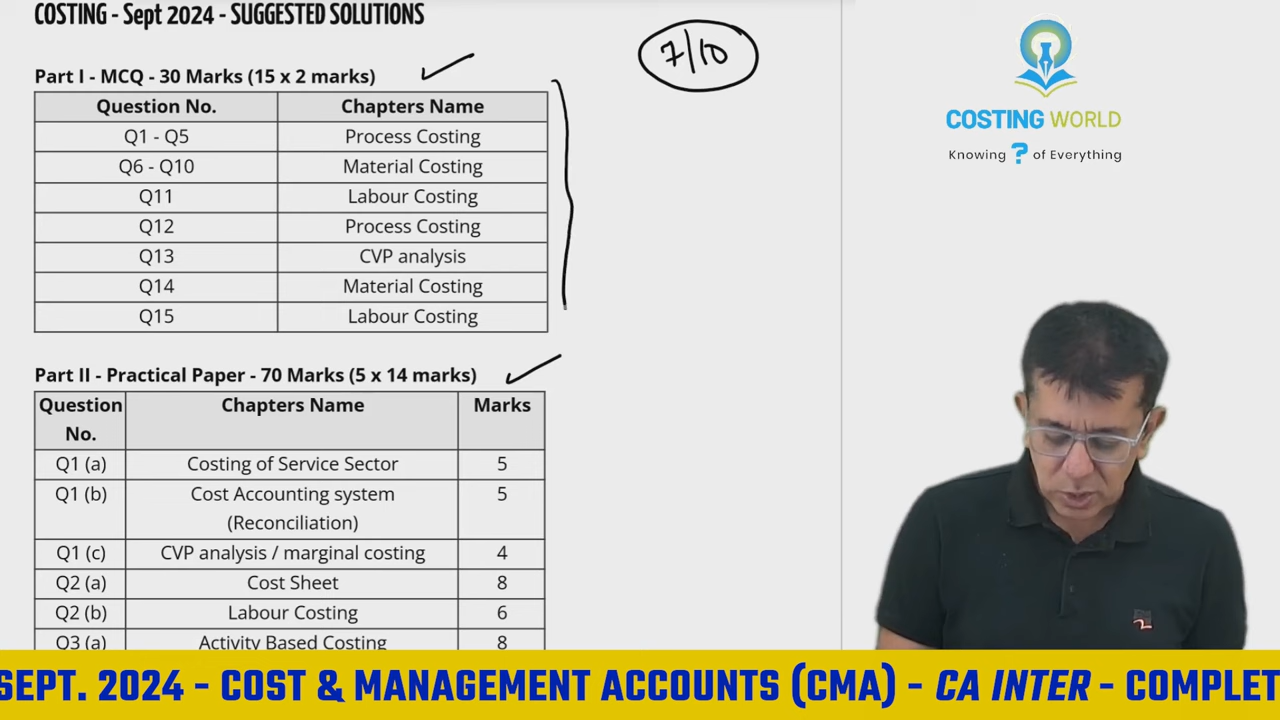 COSTING - Sept 2024 - SUGGESTED SOLUTIONS
7/10
Part I - MCQ - 30 Marks (15 x 2 marks)
Question No. Chapters Name
Q1 - Q5 Process Costing
Q6 - Q10 Material Costing
Q11 Labour Costing
Q12 Process Costing
Q13 CVP analysis
Q14 Material Costing
Q15 Labour Costing
Part II - Practical Paper - 70 Marks (5 x 14 marks)
Question No. Chapters Name Marks
Q1 (a) Costing of Service Sector 5
Q1 (b) Cost Accounting system (Reconciliation) 5
Q1 (c) CVP analysis / marginal costing 4
Q2 (a) Cost Sheet 8
Q2 (b) Labour Costing 6
Q3 (a) Activity Based Costing 8
COSTING WORLD
Knowing ? of Everything
SEPT. 2024 - COST & MANAGEMENT ACCOUNTS (CMA) - CA INTER - COMPLET